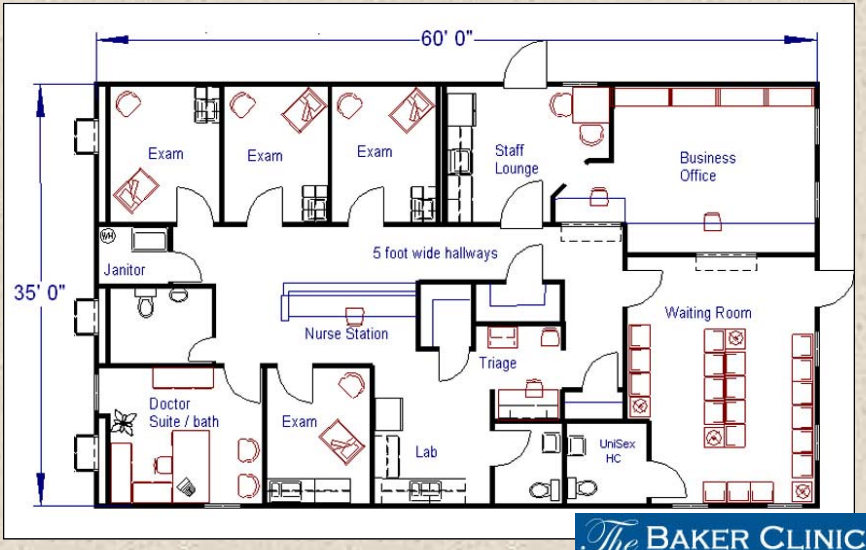 60' 0"
35' 0"
Exam
Exam
Exam
Staff
Lounge
Business
Office
WH
Janitor
5 foot wide hallways
Nurse Station
Waiting Room
Triage
Doctor
Suite / bath
Exam
Lab
UniSex
HC
The BAKER CLINIC